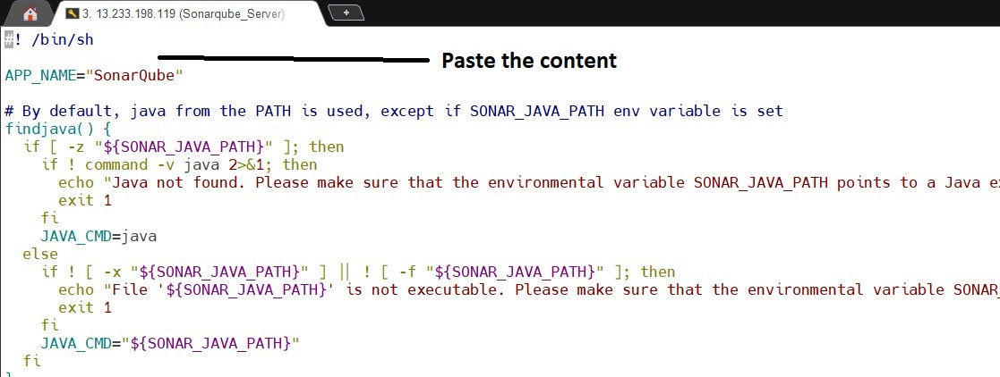 3. 13.233.198.119 (Sonarqube_Server)
#! /bin/sh
Paste the content
APP_NAME="SonarQube"
# By default, java from the PATH is used, except if SONAR_JAVA_PATH env variable is set
findjava() {
  if [ -z "${SONAR_JAVA_PATH}" ]; then
    if ! command -v java 2>&1; then
      echo "Java not found. Please make sure that the environmental variable SONAR_JAVA_PATH points to a Java
      exit 1
    fi
    JAVA_CMD=java
  else
    if ! [ -x "${SONAR_JAVA_PATH}" ] || ! [ -f "${SONAR_JAVA_PATH}" ]; then
      echo "File '${SONAR_JAVA_PATH}' is not executable. Please make sure that the environmental variable SONAR_
      exit 1
    fi
    JAVA_CMD="${SONAR_JAVA_PATH}"
  fi